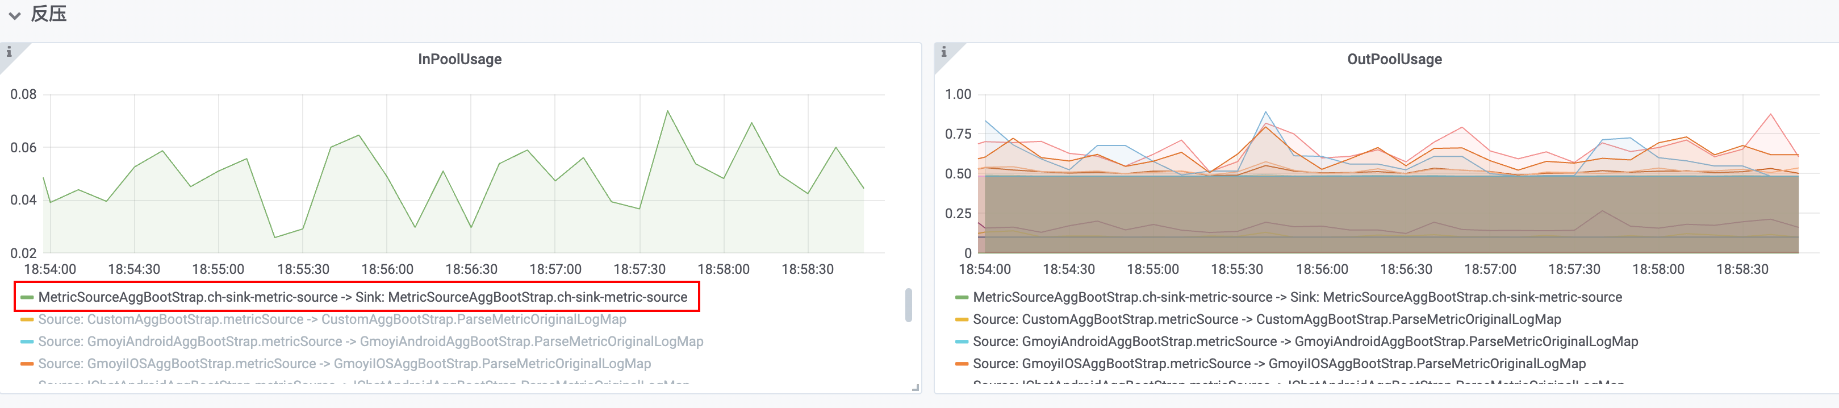 反压
InPoolUsage
0.08
0.06
0.04
0.02
18:54:00 18:54:30 18:55:00 18:55:30 18:56:00 18:56:30 18:57:00 18:57:30 18:58:00 18:58:30
MetricSourceAggBootStrap.ch-sink-metric-source -> Sink: MetricSourceAggBootStrap.ch-sink-metric-source
Source: CustomAggBootStrap.metricSource -> CustomAggBootStrap.ParseMetricOriginalLogMap
Source: GmoyiAndroidAggBootStrap.metricSource -> GmoyiAndroidAggBootStrap.ParseMetricOriginalLogMap
Source: GmoyiIOSAggBootStrap.metricSource -> GmoyiIOSAggBootStrap.ParseMetricOriginalLogMap
OutPoolUsage
1.00
0.75
0.50
0.25
0
18:54:00 18:54:30 18:55:00 18:55:30 18:56:00 18:56:30 18:57:00 18:57:30 18:58:00 18:58:30
MetricSourceAggBootStrap.ch-sink-metric-source -> Sink: MetricSourceAggBootStrap.ch-sink-metric-source
Source: CustomAggBootStrap.metricSource -> CustomAggBootStrap.ParseMetricOriginalLogMap
Source: GmoyiAndroidAggBootStrap.metricSource -> GmoyiAndroidAggBootStrap.ParseMetricOriginalLogMap
Source: GmoyiIOSAggBootStrap.metricSource -> GmoyiIOSAggBootStrap.ParseMetricOriginalLogMap